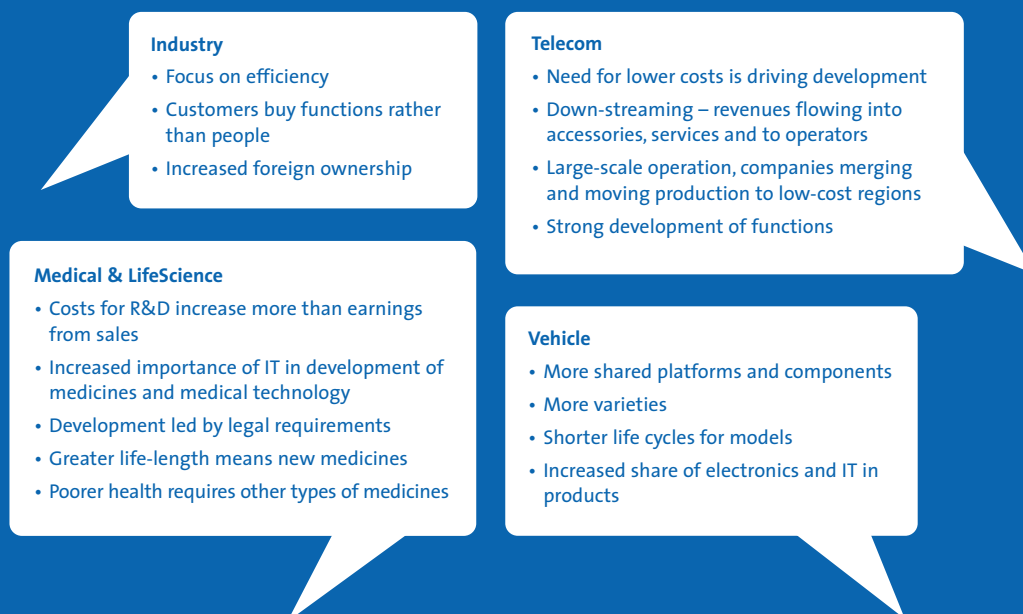 Industry
• Focus on efficiency
• Customers buy functions rather
than people
• Increased foreign ownership
Telecom
• Need for lower costs is driving development
• Down-streaming – revenues flowing into
accessories, services and to operators
• Large-scale operation, companies merging
and moving production to low-cost regions
• Strong development of functions
Medical & LifeScience
• Costs for R&D increase more than earnings
from sales
• Increased importance of IT in development of
medicines and medical technology
• Development led by legal requirements
• Greater life-length means new medicines
• Poorer health requires other types of medicines
Vehicle
• More shared platforms and components
• More varieties
• Shorter life cycles for models
• Increased share of electronics and IT in
products